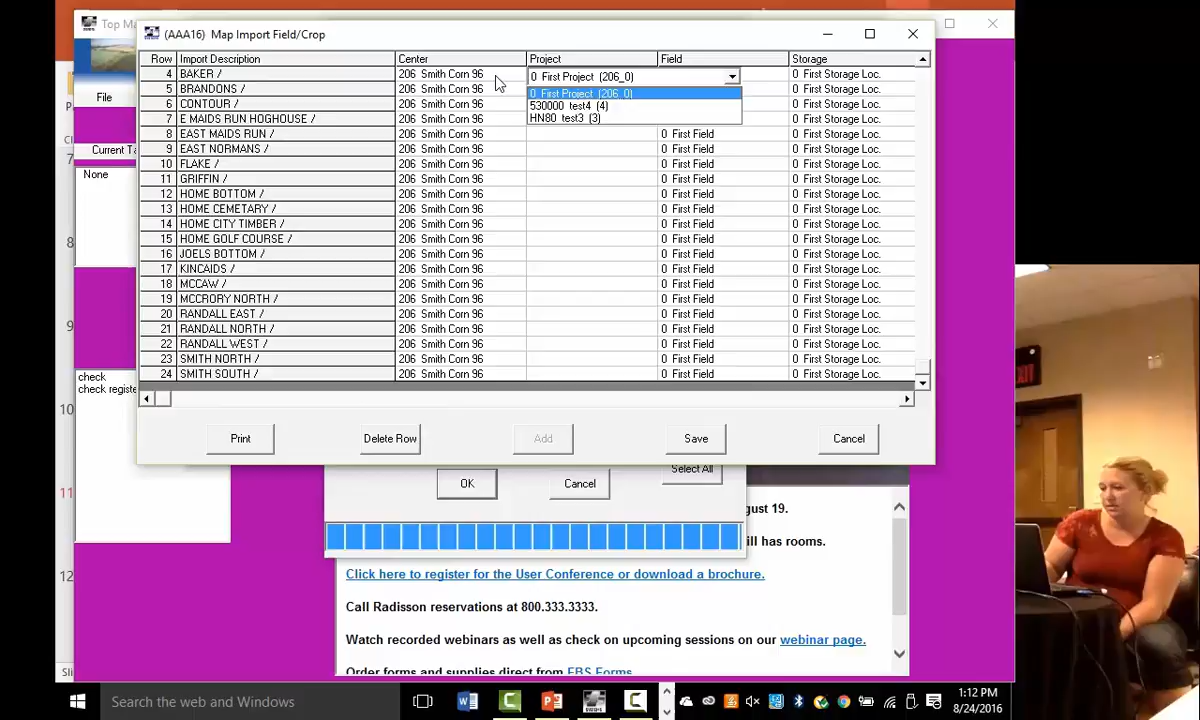 Top Ma
(AAA16) Map Import Field/Crop
Row Import Description Center Project Field Storage
4 BAKER / 206 Smith Corn 96 0 First Project (206_0) 0 First Storage Loc.
5 BRANDONS / 206 Smith Corn 96 0 First Project (206_0) 0 First Storage Loc.
6 CONTOUR / 206 Smith Corn 96 530000 test4 (4) 0 First Storage Loc.
7 E MAIDS RUN HOGHOUSE / 206 Smith Corn 96 HN80 test3 (3) 0 First Storage Loc.
8 EAST MAIDS RUN / 206 Smith Corn 96 0 First Field 0 First Storage Loc.
9 EAST NORMANS / 206 Smith Corn 96 0 First Field 0 First Storage Loc.
10 FLAKE / 206 Smith Corn 96 0 First Field 0 First Storage Loc.
11 GRIFFIN / 206 Smith Corn 96 0 First Field 0 First Storage Loc.
12 HOME BOTTOM / 206 Smith Corn 96 0 First Field 0 First Storage Loc.
13 HOME CEMETARY / 206 Smith Corn 96 0 First Field 0 First Storage Loc.
14 HOME CITY TIMBER / 206 Smith Corn 96 0 First Field 0 First Storage Loc.
15 HOME GOLF COURSE / 206 Smith Corn 96 0 First Field 0 First Storage Loc.
16 JOELS BOTTOM / 206 Smith Corn 96 0 First Field 0 First Storage Loc.
17 KINCAIDS / 206 Smith Corn 96 0 First Field 0 First Storage Loc.
18 MCCAW / 206 Smith Corn 96 0 First Field 0 First Storage Loc.
19 MCCRORY NORTH / 206 Smith Corn 96 0 First Field 0 First Storage Loc.
20 RANDALL EAST / 206 Smith Corn 96 0 First Field 0 First Storage Loc.
21 RANDALL NORTH / 206 Smith Corn 96 0 First Field 0 First Storage Loc.
22 RANDALL WEST / 206 Smith Corn 96 0 First Field 0 First Storage Loc.
23 SMITH NORTH / 206 Smith Corn 96 0 First Field 0 First Storage Loc.
24 SMITH SOUTH / 206 Smith Corn 96 0 First Field 0 First Storage Loc.
Print Delete Row Add Save Cancel
File
Current Ta
None
7
8
9
10
11
12
check
check registe
OK Cancel Select All
gust 19.
ill has rooms.
Click here to register for the User Conference or download a brochure.
Call Radisson reservations at 800.333.3333.
Watch recorded webinars as well as check on upcoming sessions on our webinar page.
Order forms and supplies direct from FBS Forms.
Search the web and Windows
1:12 PM
8/24/2016